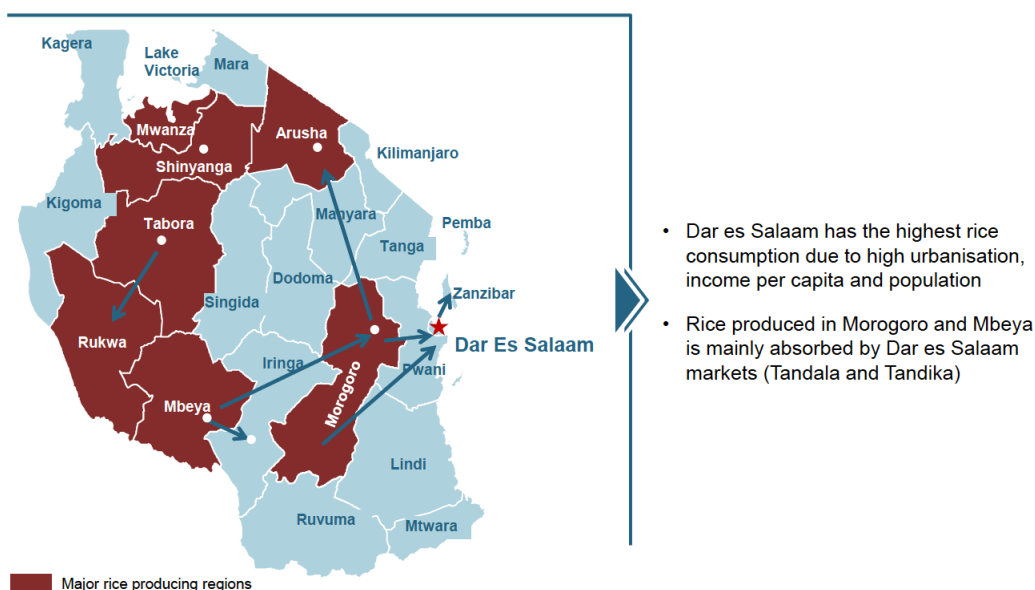 Kagera
Lake
Victoria
Mara
Mwanza
Arusha
Shinyanga
Kilimanjaro
Kigoma
Tabora
Manyara
Pemba
Tanga
Dodoma
Singida
Zanzibar
Rukwa
Dar Es Salaam
Iringa
Pwani
Mbeya
Morogoro
Lindi
Ruvuma
Mtwara
Major rice producing regions
• Dar es Salaam has the highest rice
consumption due to high urbanisation,
income per capita and population
• Rice produced in Morogoro and Mbeya
is mainly absorbed by Dar es Salaam
markets (Tandala and Tandika)